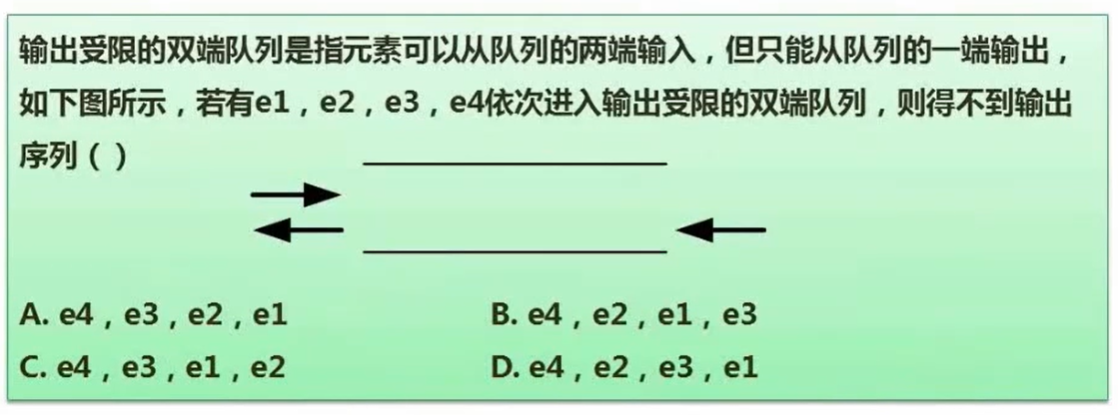 输出受限的双端队列是指元素可以从队列的两端输入，但只能从队列的一端输出，
如下图所示，若有e1，e2，e3，e4依次进入输出受限的双端队列，则得不到输出
序列（ ）
A. e4，e3，e2，e1 B. e4，e2，e1，e3
C. e4，e3，e1，e2 D. e4，e2，e3，e1